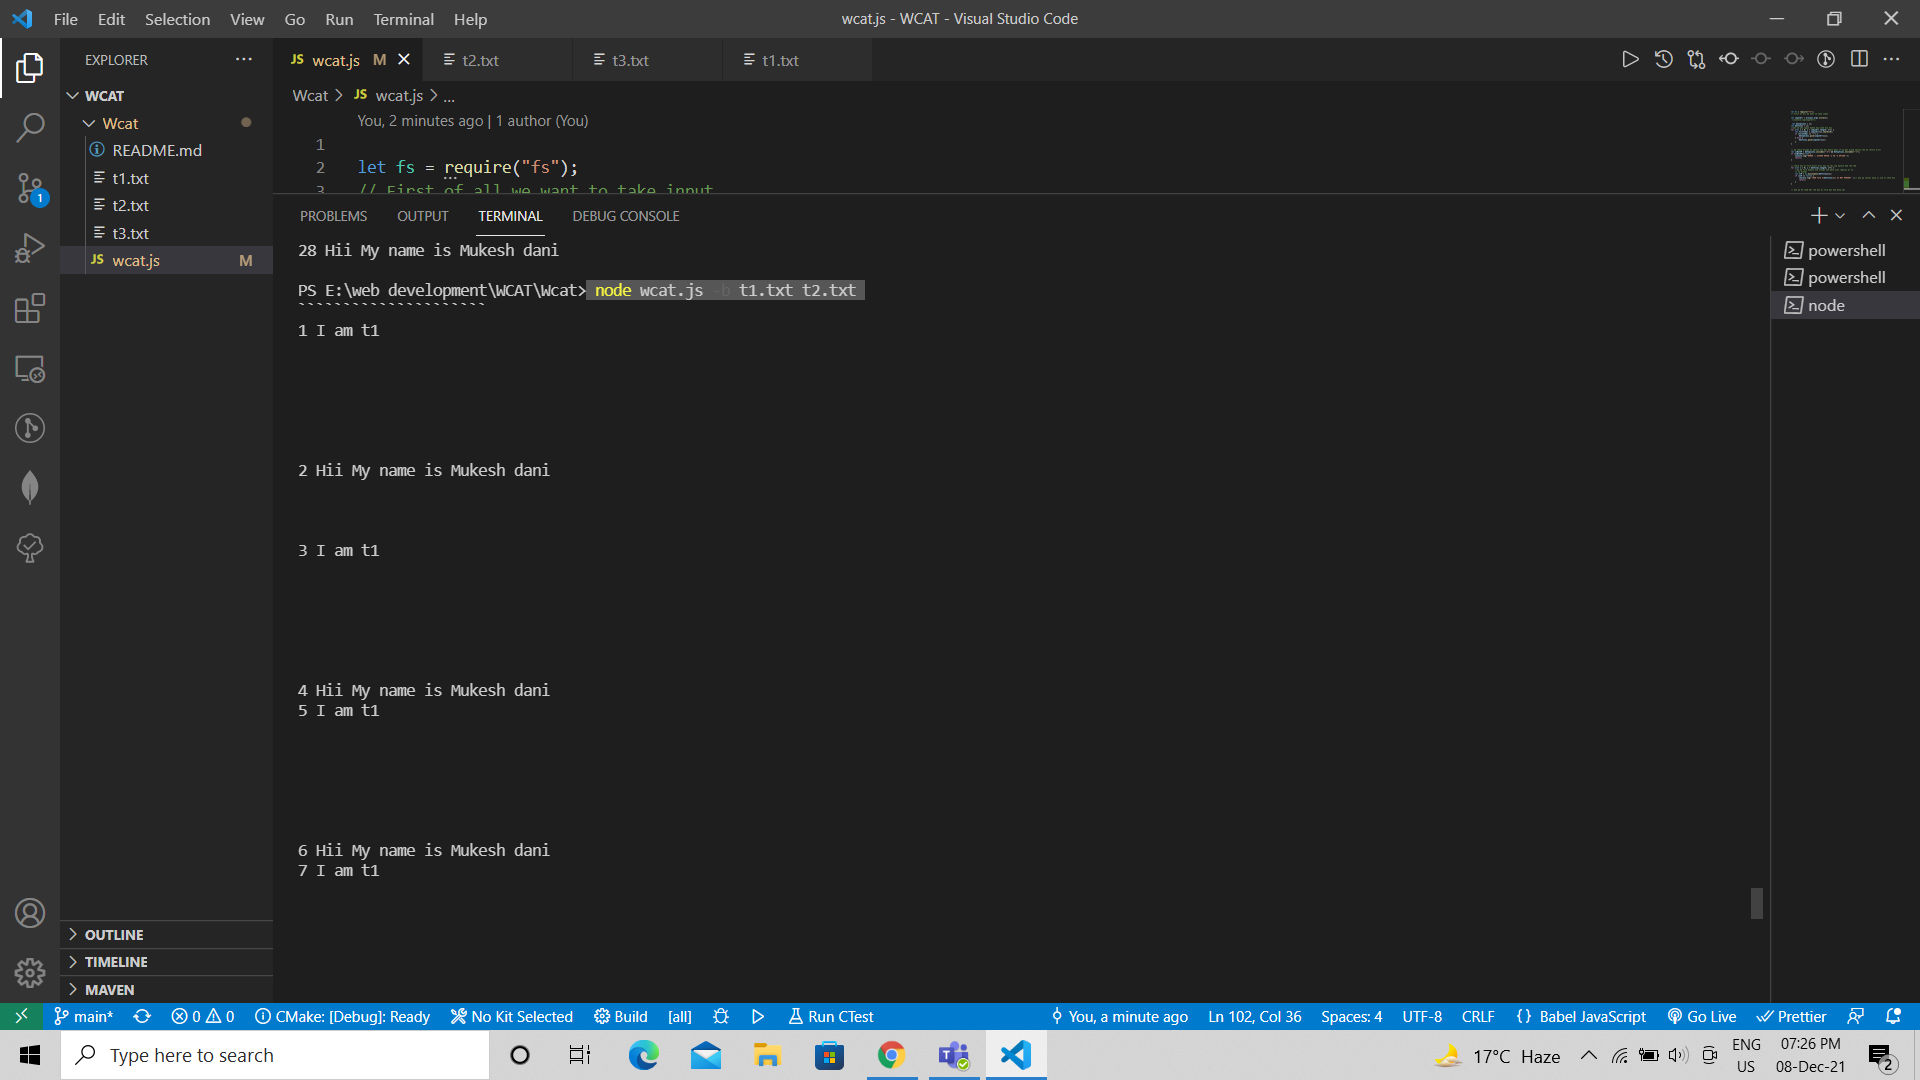 File Edit Selection View Go Run Terminal Help
wcat.js - WCAT - Visual Studio Code
EXPLORER
WCAT
Wcat
README.md
t1.txt
t2.txt
t3.txt
wcat.js M
OUTLINE
TIMELINE
MAVEN
1
JS wcat.js M
t2.txt
t3.txt
t1.txt
Wcat > JS wcat.js > ...
You, 2 minutes ago | 1 author (You)
1
2 let fs = require("fs");
3 // First of all we want to take input
PROBLEMS OUTPUT TERMINAL DEBUG CONSOLE
28 Hii My name is Mukesh dani
PS E:\web development\WCAT\Wcat> node wcat.js -b t1.txt t2.txt
`````````````````````
1 I am t1
2 Hii My name is Mukesh dani
3 I am t1
4 Hii My name is Mukesh dani
5 I am t1
6 Hii My name is Mukesh dani
7 I am t1
powershell
powershell
node
main* 0 0 CMake: [Debug]: Ready No Kit Selected Build [all] Run CTest
You, a minute ago Ln 102, Col 36 Spaces: 4 UTF-8 CRLF {} Babel JavaScript Go Live Prettier
Type here to search
17°C Haze
ENG
US
07:26 PM
08-Dec-21
2